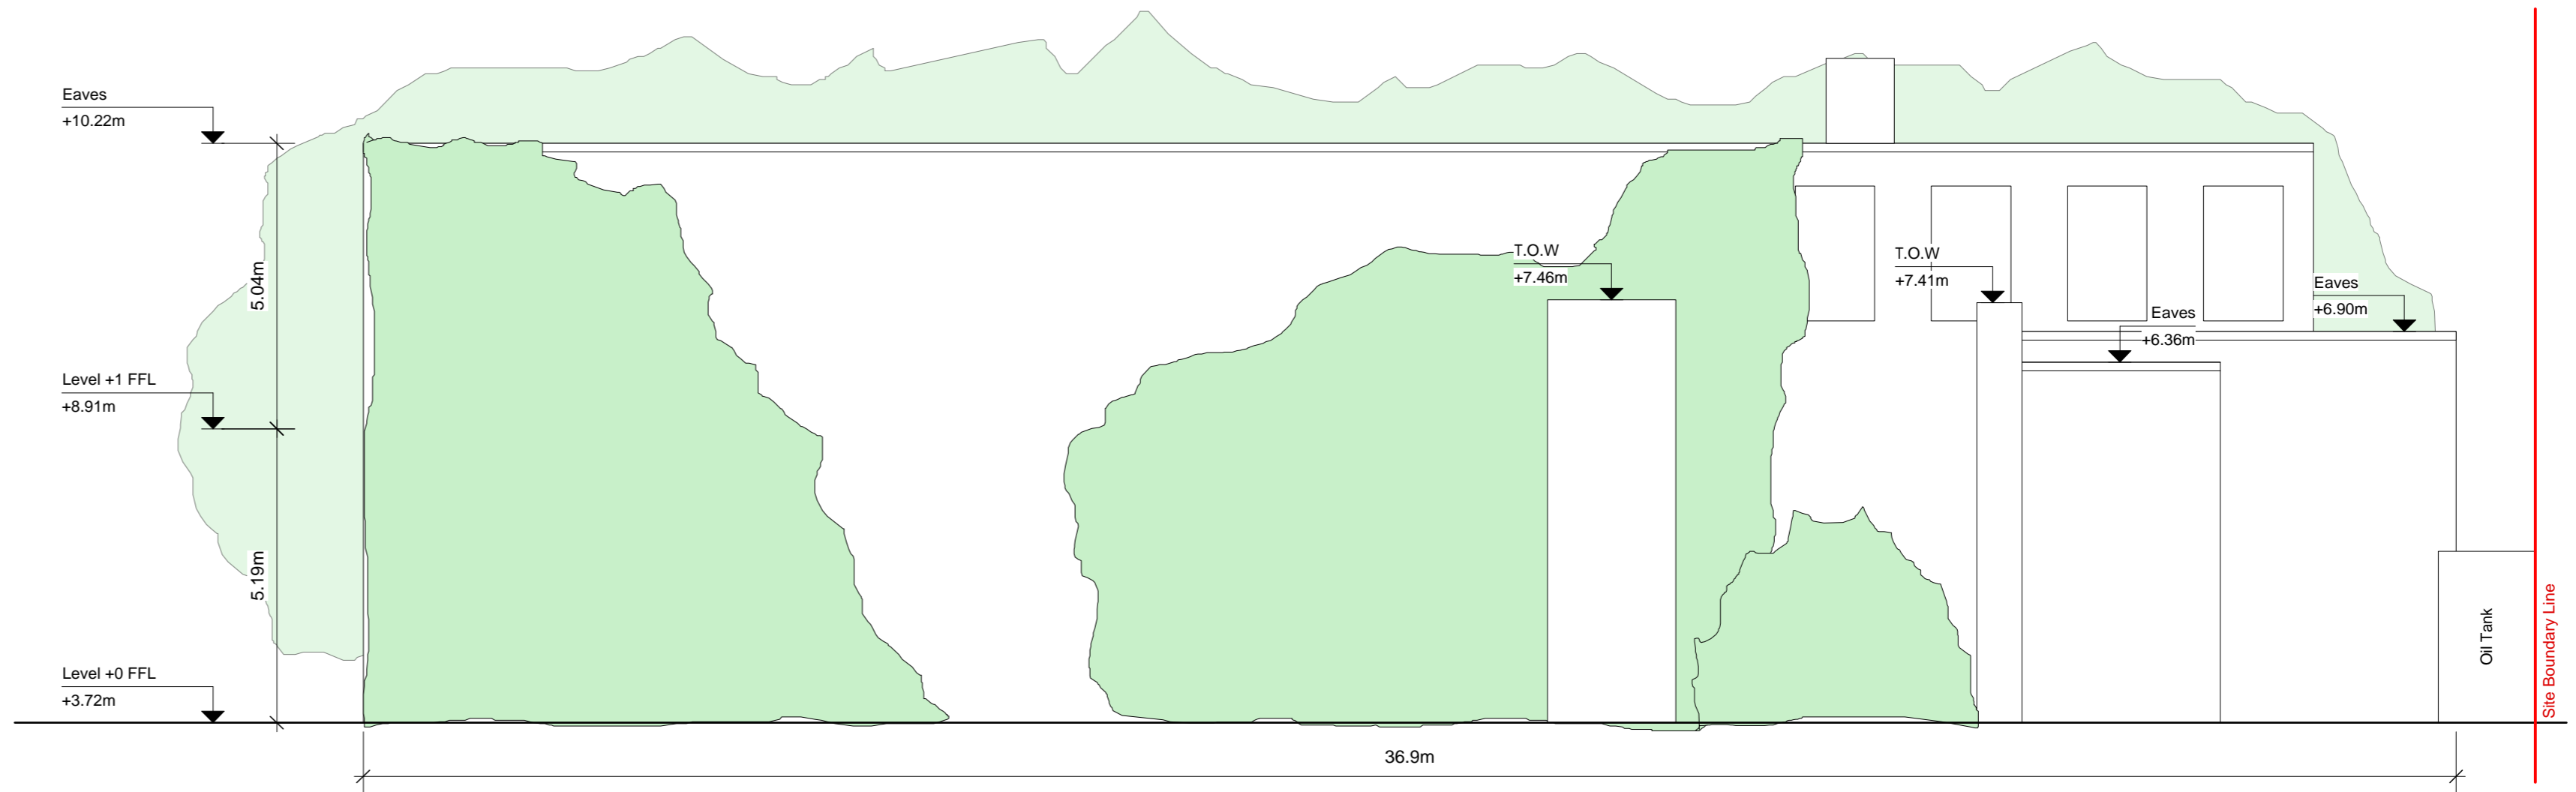 Eaves
+10.22m
5.04m
Level +1 FFL
+8.91m
5.19m
Level +0 FFL
+3.72m
T.O.W
+7.46m
T.O.W
+7.41m
Eaves
+6.36m
Eaves
+6.90m
Oil Tank
Site Boundary Line
36.9m